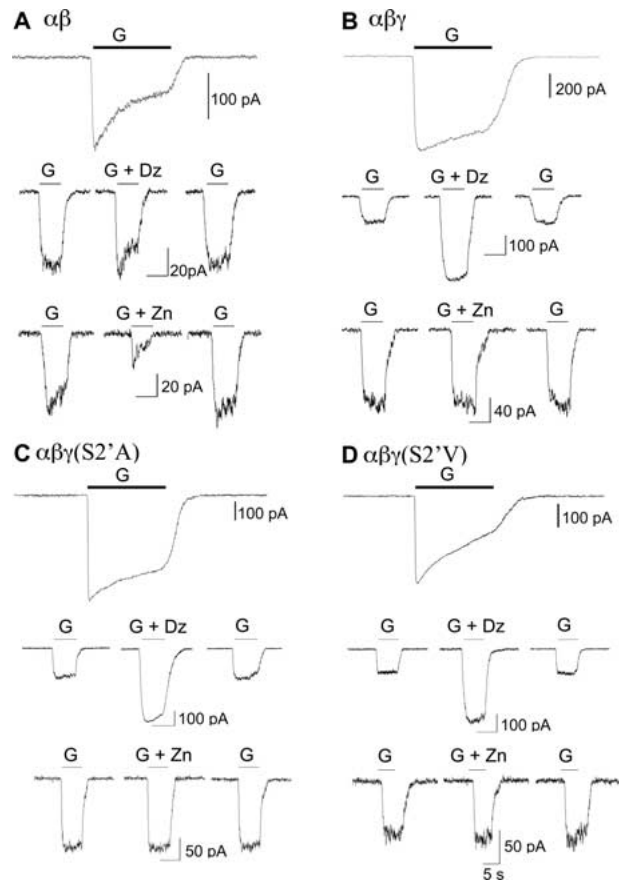 A αβ
G
100 pA
G
G + Dz
G
20pA
G
G + Zn
G
20 pA
B αβγ
G
200 pA
G
G + Dz
G
100 pA
G
G + Zn
G
40 pA
C αβγ(S2'A)
G
100 pA
G
G + Dz
G
100 pA
G
G + Zn
G
50 pA
D αβγ(S2'V)
G
100 pA
G
G + Dz
G
100 pA
G
G + Zn
G
50 pA
5 s